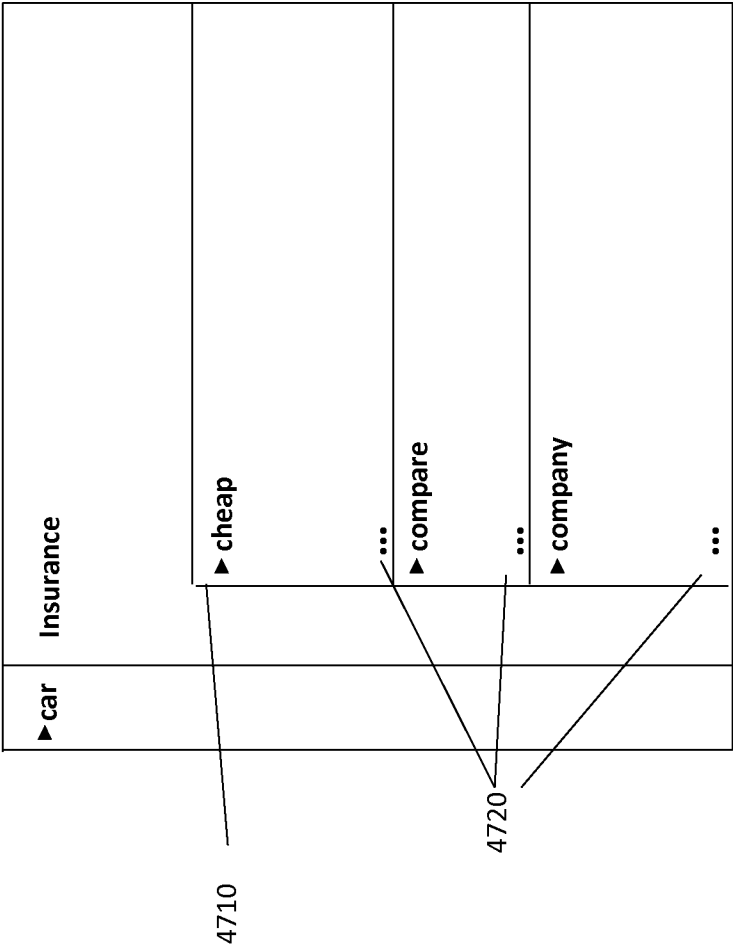 ▶car
Insurance
▶ cheap
...
▶ compare
...
▶ company
...
4710
4720